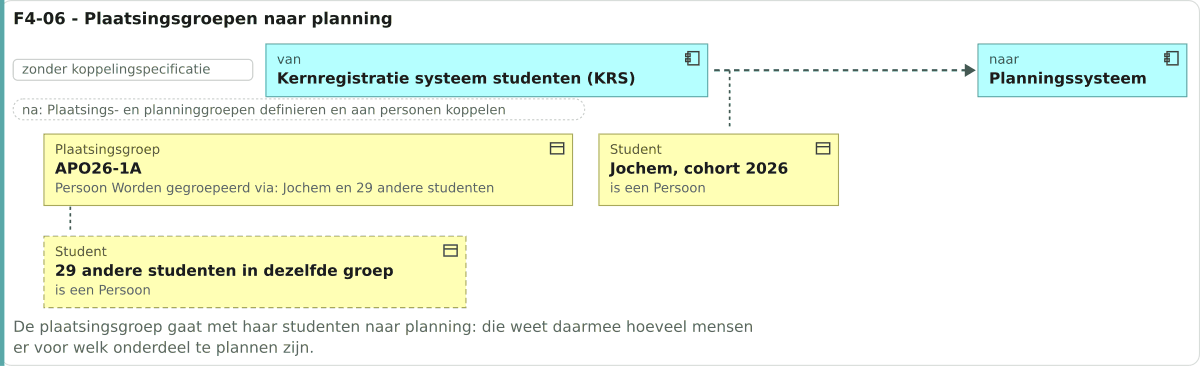 F4-06 - Plaatsingsgroepen naar planning
zonder koppelingspecificatie
van
Kernregistratie systeem studenten (KRS)
naar
Planningssysteem
na: Plaatsings- en planninggroepen definieren en aan personen koppelen
Plaatsingsgroep
APO26-1A
Persoon Worden gegroepeerd via: Jochem en 29 andere studenten
Student
Jochem, cohort 2026
is een Persoon
Student
29 andere studenten in dezelfde groep
is een Persoon
De plaatsingsgroep gaat met haar studenten naar planning: die weet daarmee hoeveel mensen
er voor welk onderdeel te plannen zijn.